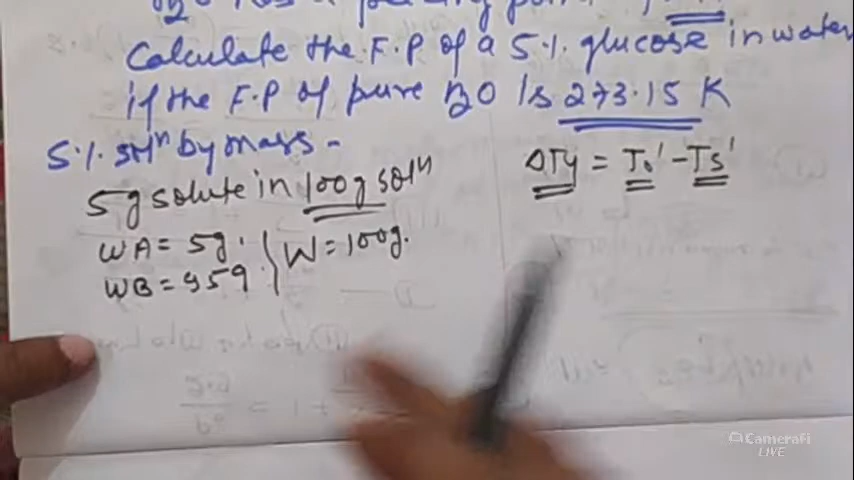 Calculate the F.P of a 5% glucose in water
if the F.P of pure H2O is 273.15 K
5% solⁿ by mass -
5g solute in 100g solⁿ
WA = 5g.
WB = 95g
W = 100g.
ΔTf = To' - Ts'
CameraFi
LIVE